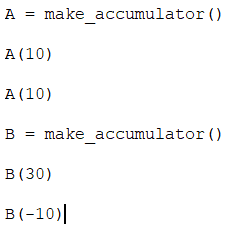 A = make_accumulator()
A(10)
A(10)
B = make_accumulator()
B(30)
B(-10)